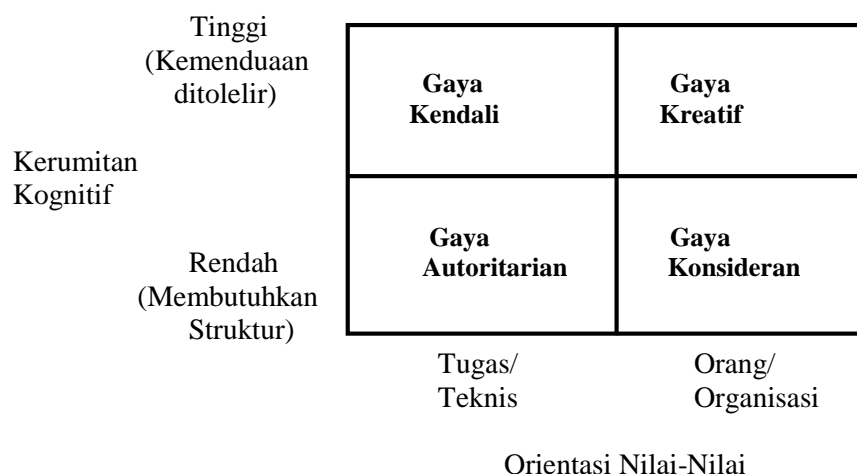 Tinggi
(Kemenduaan
ditolelir)
Gaya
Kendali
Gaya
Kreatif
Kerumitan
Kognitif
Rendah
(Membutuhkan
Struktur)
Gaya
Autoritarian
Gaya
Konsideran
Tugas/
Teknis
Orang/
Organisasi
Orientasi Nilai-Nilai